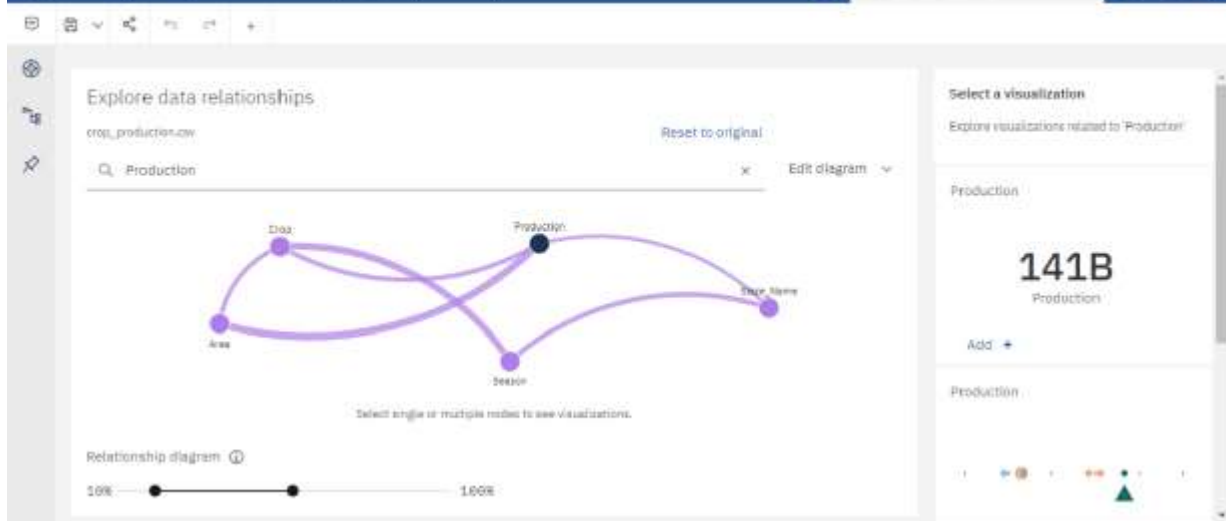 Explore data relationships
crop_production.csv
Reset to original
Production
Edit diagram
Crop
Production
State_Name
Area
Season
Select single or multiple nodes to see visualizations.
Relationship diagram
10%
100%
Select a visualization
Explore visualizations related to 'Production'
Production
141B
Production
Add +
Production